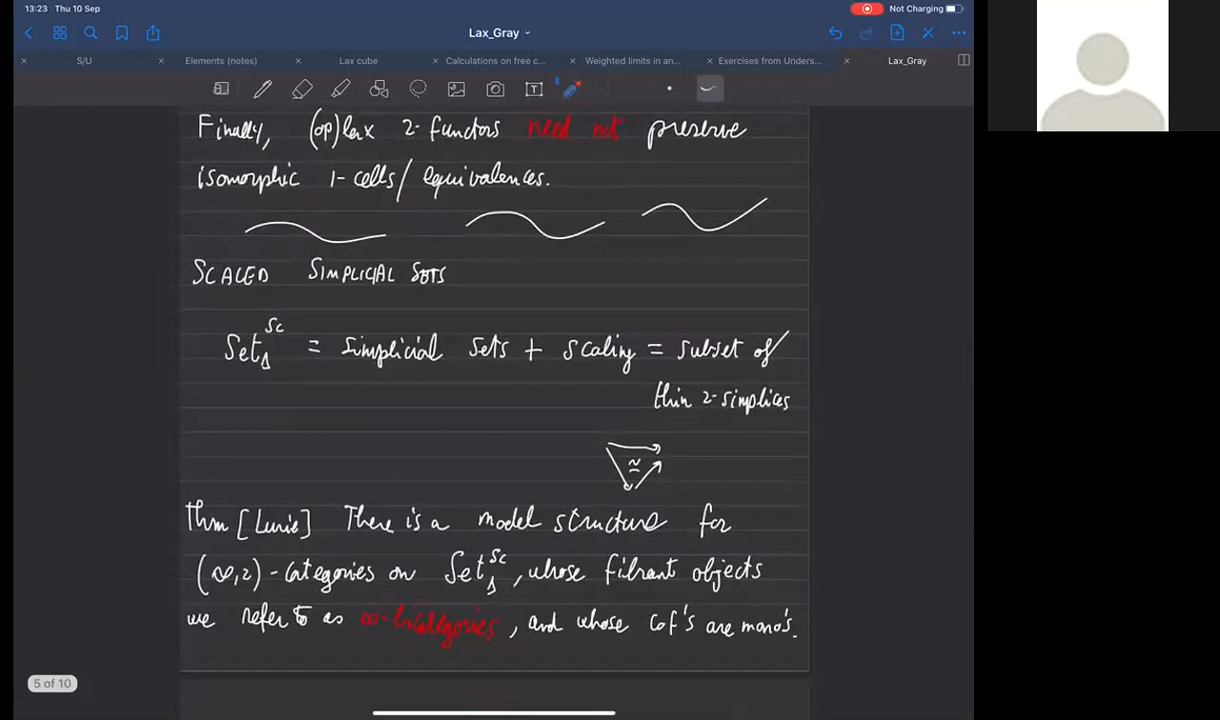 13:23 Thu 10 Sep
Not Charging
Lax_Gray
S/U
Elements (notes)
Lax cube
Calculations on free c...
Weighted limits in an...
Exercises from Unders...
Lax_Gray
Finally, (op)lax 2-functors need not preserve
isomorphic 1-cells/equivalences.
SCALED SIMPLICIAL SETS
Set_Δ^Sc = simplicial sets + scaling = subset of
thin 2-simplices
≃
Thm [Lurie] There is a model structure for
(∞,2)-categories on Set_Δ^Sc, whose fibrant objects
we refer to as ∞-bicategories, and whose cof's are mono's.
5 of 10